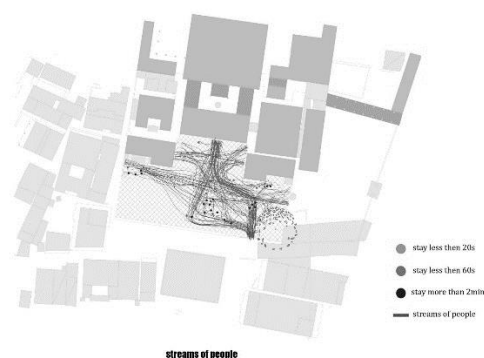 stay less then 20s
stay less then 60s
stay more than 2min
streams of people
streams of people